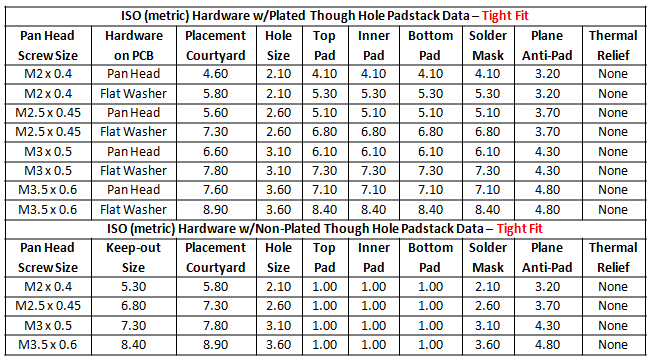 ISO (metric) Hardware w/Plated Though Hole Padstack Data – Tight Fit
Pan Head Hardware Placement Hole Top Inner Bottom Solder Plane Thermal
Screw Size on PCB Courtyard Size Pad Pad Pad Mask Anti-Pad Relief
M2 x 0.4 Pan Head 4.60 2.10 4.10 4.10 4.10 4.10 3.20 None
M2 x 0.4 Flat Washer 5.80 2.10 5.30 5.30 5.30 5.30 3.20 None
M2.5 x 0.45 Pan Head 5.60 2.60 5.10 5.10 5.10 5.10 3.70 None
M2.5 x 0.45 Flat Washer 7.30 2.60 6.80 6.80 6.80 6.80 3.70 None
M3 x 0.5 Pan Head 6.60 3.10 6.10 6.10 6.10 6.10 4.30 None
M3 x 0.5 Flat Washer 7.80 3.10 7.30 7.30 7.30 7.30 4.30 None
M3.5 x 0.6 Pan Head 7.60 3.60 7.10 7.10 7.10 7.10 4.80 None
M3.5 x 0.6 Flat Washer 8.90 3.60 8.40 8.40 8.40 8.40 4.80 None
ISO (metric) Hardware w/Non-Plated Though Hole Padstack Data – Tight Fit
Pan Head Keep-out Placement Hole Top Inner Bottom Solder Plane Thermal
Screw Size Size Courtyard Size Pad Pad Pad Mask Anti-Pad Relief
M2 x 0.4 5.30 5.80 2.10 1.00 1.00 1.00 2.10 3.20 None
M2.5 x 0.45 6.80 7.30 2.60 1.00 1.00 1.00 2.60 3.70 None
M3 x 0.5 7.30 7.80 3.10 1.00 1.00 1.00 3.10 4.30 None
M3.5 x 0.6 8.40 8.90 3.60 1.00 1.00 1.00 3.60 4.80 None